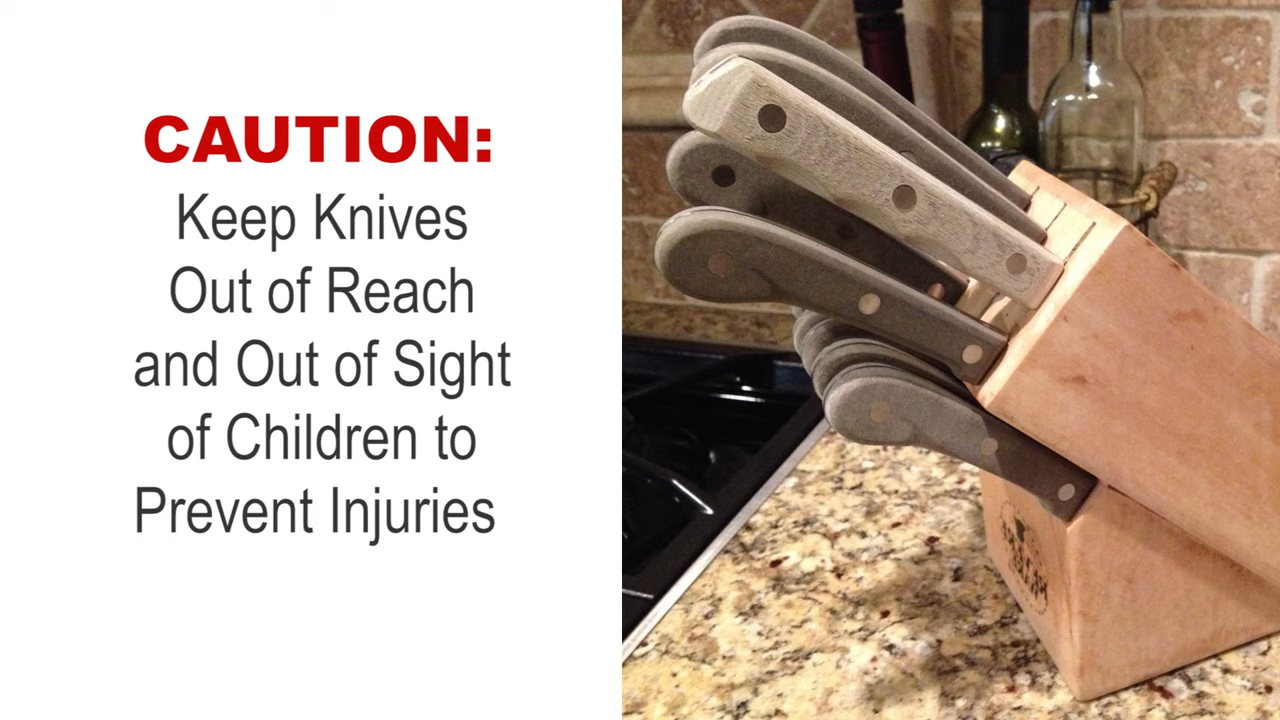 CAUTION:
Keep Knives
Out of Reach
and Out of Sight
of Children to
Prevent Injuries